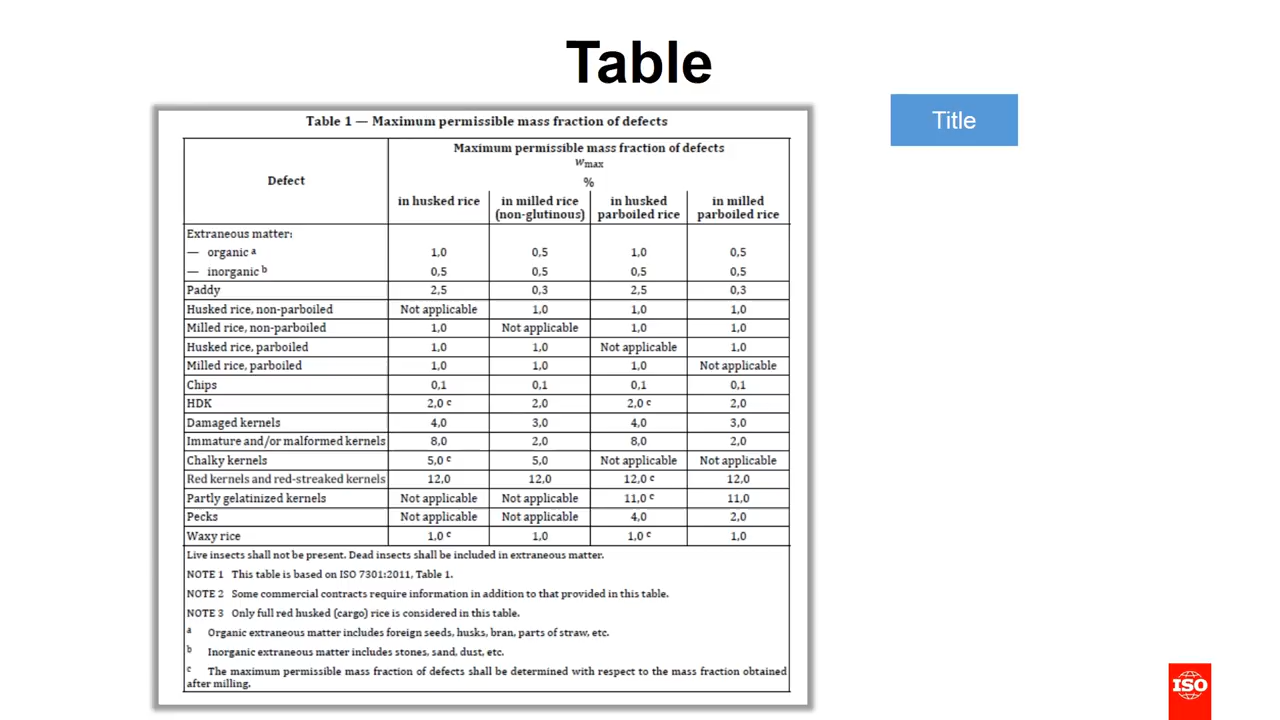 Table
Title
Table 1 — Maximum permissible mass fraction of defects
Defect
Maximum permissible mass fraction of defects
wmax
%
in husked rice
in milled rice
(non-glutinous)
in husked
parboiled rice
in milled
parboiled rice
Extraneous matter:
— organic a 1,0 0,5 1,0 0,5
— inorganic b 0,5 0,5 0,5 0,5
Paddy 2,5 0,3 2,5 0,3
Husked rice, non-parboiled Not applicable 1,0 1,0 1,0
Milled rice, non-parboiled 1,0 Not applicable 1,0 1,0
Husked rice, parboiled 1,0 1,0 Not applicable 1,0
Milled rice, parboiled 1,0 1,0 1,0 Not applicable
Chips 0,1 0,1 0,1 0,1
HDK 2,0 c 2,0 2,0 c 2,0
Damaged kernels 4,0 3,0 4,0 3,0
Immature and/or malformed kernels 8,0 2,0 8,0 2,0
Chalky kernels 5,0 c 5,0 Not applicable Not applicable
Red kernels and red-streaked kernels 12,0 12,0 12,0 c 12,0
Partly gelatinized kernels Not applicable Not applicable 11,0 c 11,0
Pecks Not applicable Not applicable 4,0 2,0
Waxy rice 1,0 c 1,0 1,0 c 1,0
Live insects shall not be present. Dead insects shall be included in extraneous matter.
NOTE 1 This table is based on ISO 7301:2011, Table 1.
NOTE 2 Some commercial contracts require information in addition to that provided in this table.
NOTE 3 Only full red husked (cargo) rice is considered in this table.
a Organic extraneous matter includes foreign seeds, husks, bran, parts of straw, etc.
b Inorganic extraneous matter includes stones, sand, dust, etc.
c The maximum permissible mass fraction of defects shall be determined with respect to the mass fraction obtained
after milling.
ISO